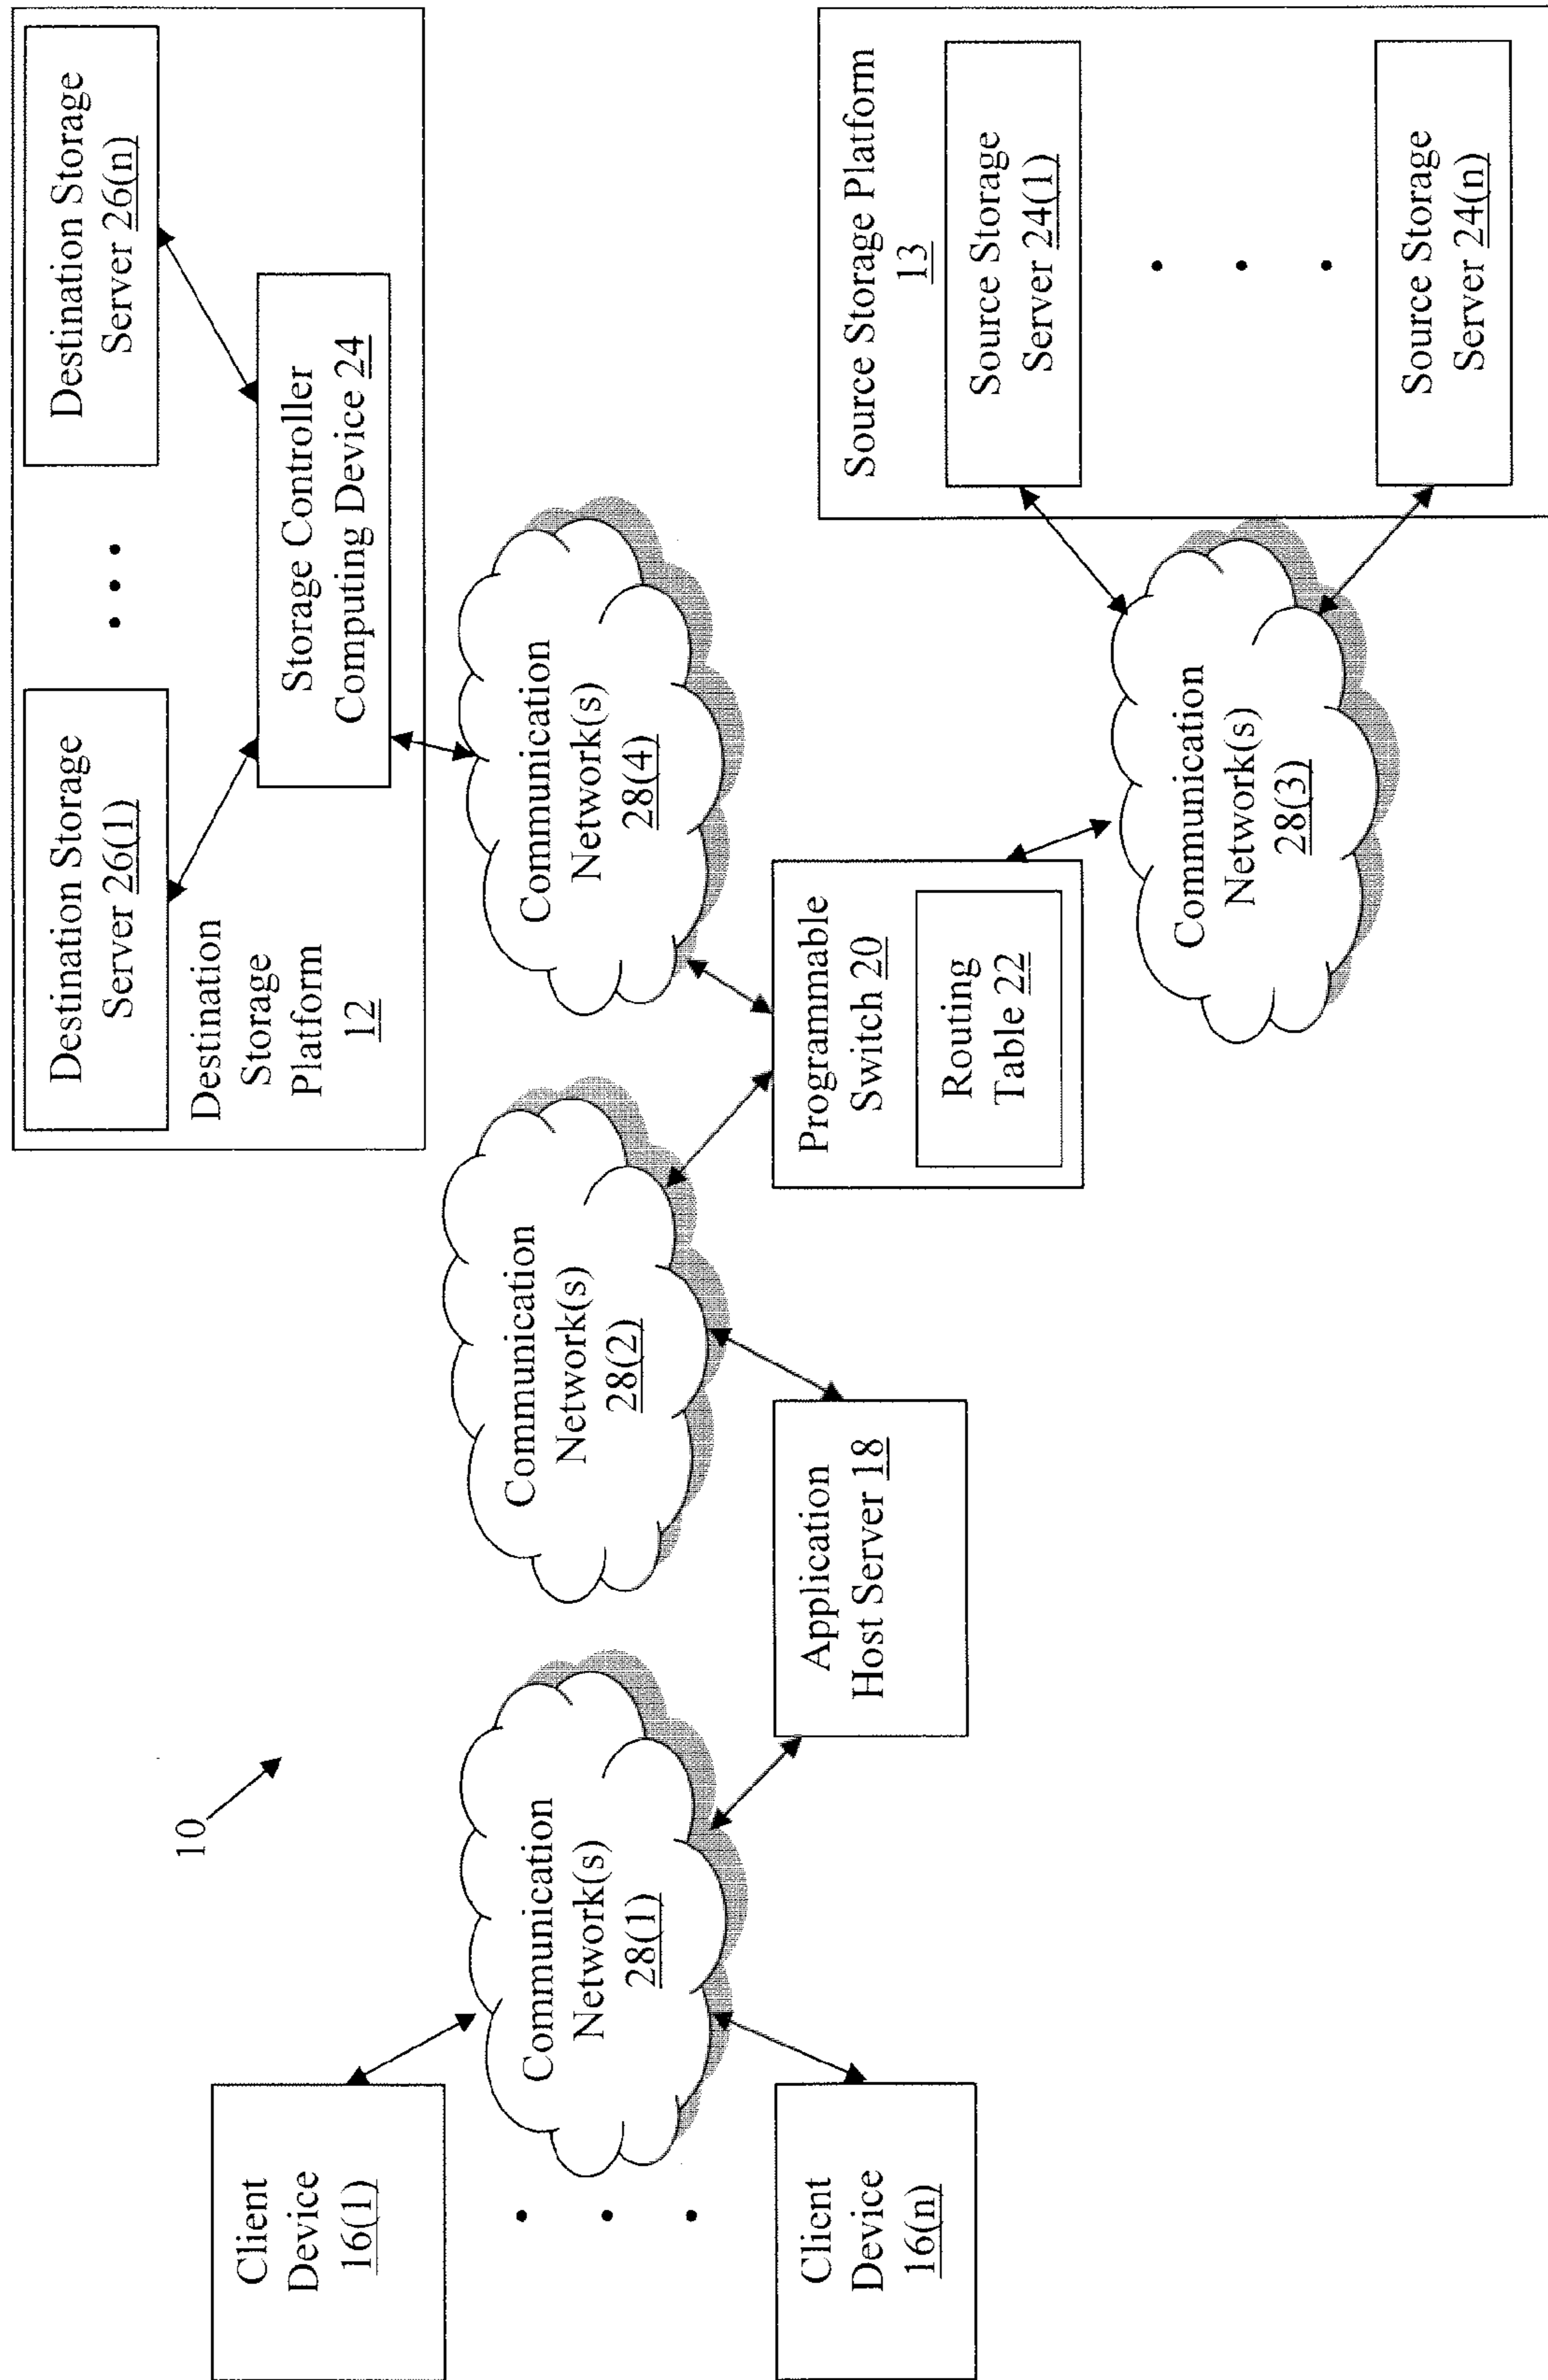 10
Client
Device
16(1)
Client
Device
16(n)
Communication
Network(s)
28(1)
Application
Host Server 18
Communication
Network(s)
28(2)
Programmable
Switch 20
Routing
Table 22
Communication
Network(s)
28(4)
Communication
Network(s)
28(3)
Destination Storage
Server 26(1)
Destination Storage
Server 26(n)
Destination
Storage
Platform
12
Storage Controller
Computing Device 24
Source Storage Platform
13
Source Storage
Server 24(1)
Source Storage
Server 24(n)